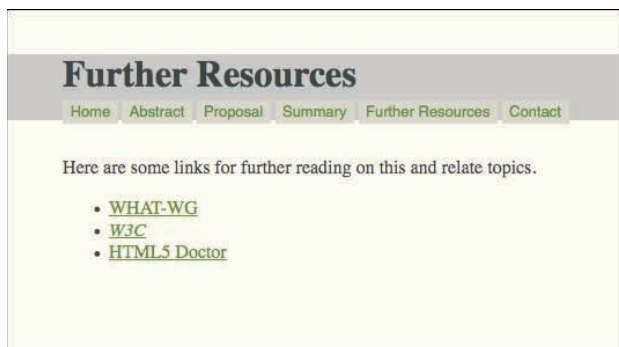 Further Resources
Home Abstract Proposal Summary Further Resources Contact
Here are some links for further reading on this and relate topics.
• WHAT-WG
• W3C
• HTML5 Doctor